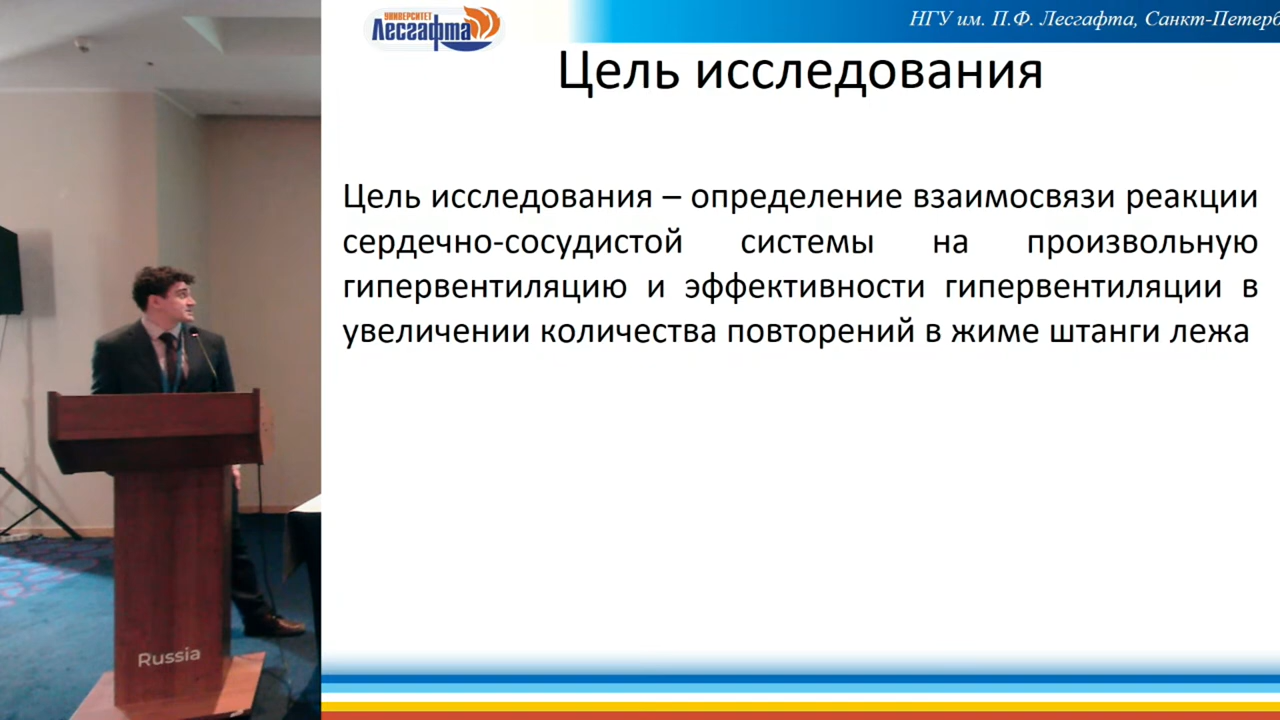 УНИВЕРСИТЕТ
Лесгафта
НГУ им. П.Ф. Лесгафта, Санкт-Петерб
Цель исследования
Цель исследования – определение взаимосвязи реакции
сердечно-сосудистой системы на произвольную
гипервентиляцию и эффективности гипервентиляции в
увеличении количества повторений в жиме штанги лежа
Russia